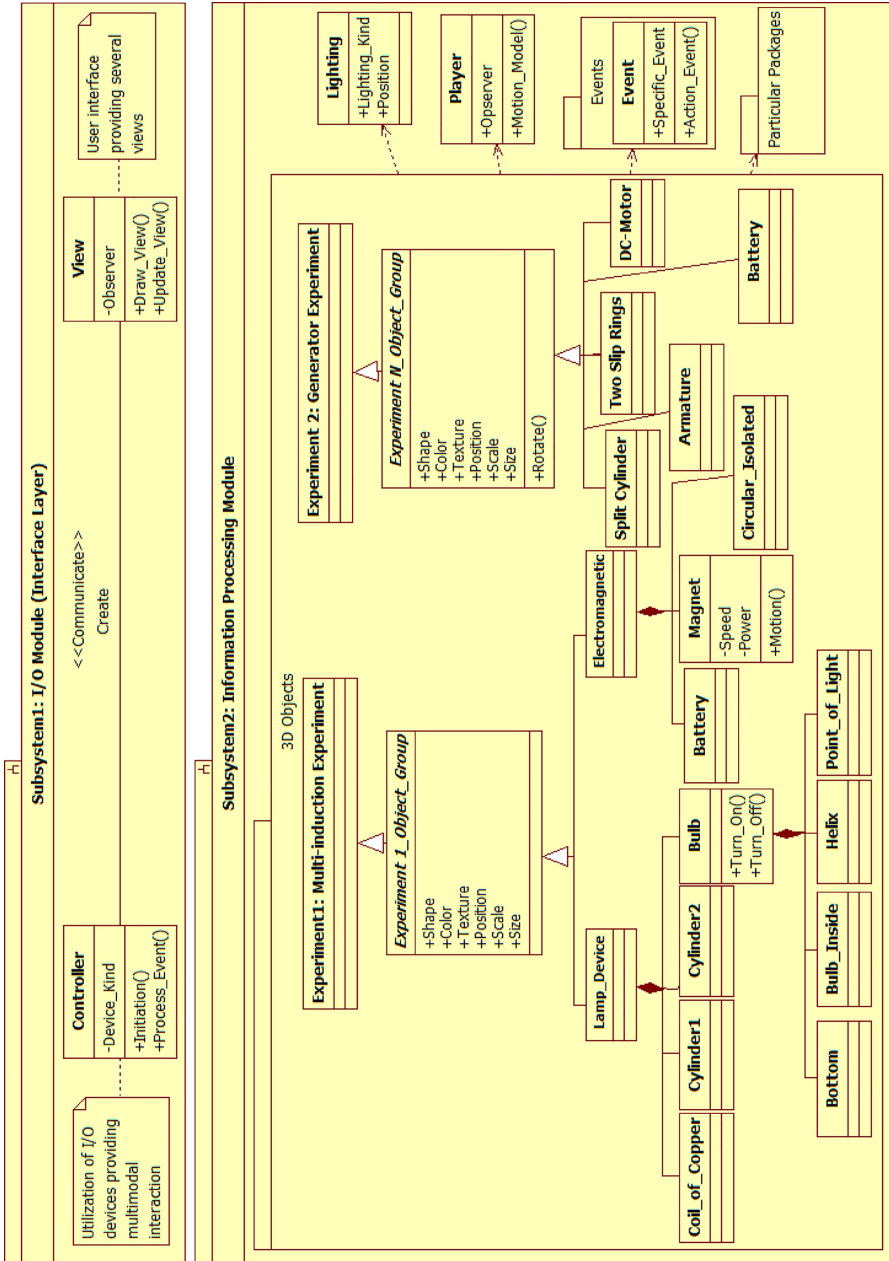 Subsystem1: I/O Module (Interface Layer)
Utilization of I/O
devices providing
multimodal
interaction
Controller
-Device_Kind
+Initiation()
+Process_Event()
<<Communicate>>
Create
View
-Observer
+Draw_View()
+Update_View()
User interface
providing several
views
Subsystem2: Information Processing Module
3D Objects
Experiment1: Multi-induction Experiment
Experiment 1_Object_Group
+Shape
+Color
+Texture
+Position
+Scale
+Size
Lamp_Device
Coil_of_Copper
Cylinder1
Cylinder2
Bulb
+Turn_On()
+Turn_Off()
Bottom
Bulb_Inside
Helix
Point_of_Light
Electromagnetic
Battery
Magnet
-Speed
-Power
+Motion()
Circular_Isolated
Experiment 2: Generator Experiment
Experiment N_Object_Group
+Shape
+Color
+Texture
+Position
+Scale
+Size
+Rotate()
Split Cylinder
Armature
Two Slip Rings
Battery
DC-Motor
Lighting
+Lighting_Kind
+Position
Player
+Opserver
+Motion_Model()
Events
Event
+Specific_Event
+Action_Event()
Particular Packages